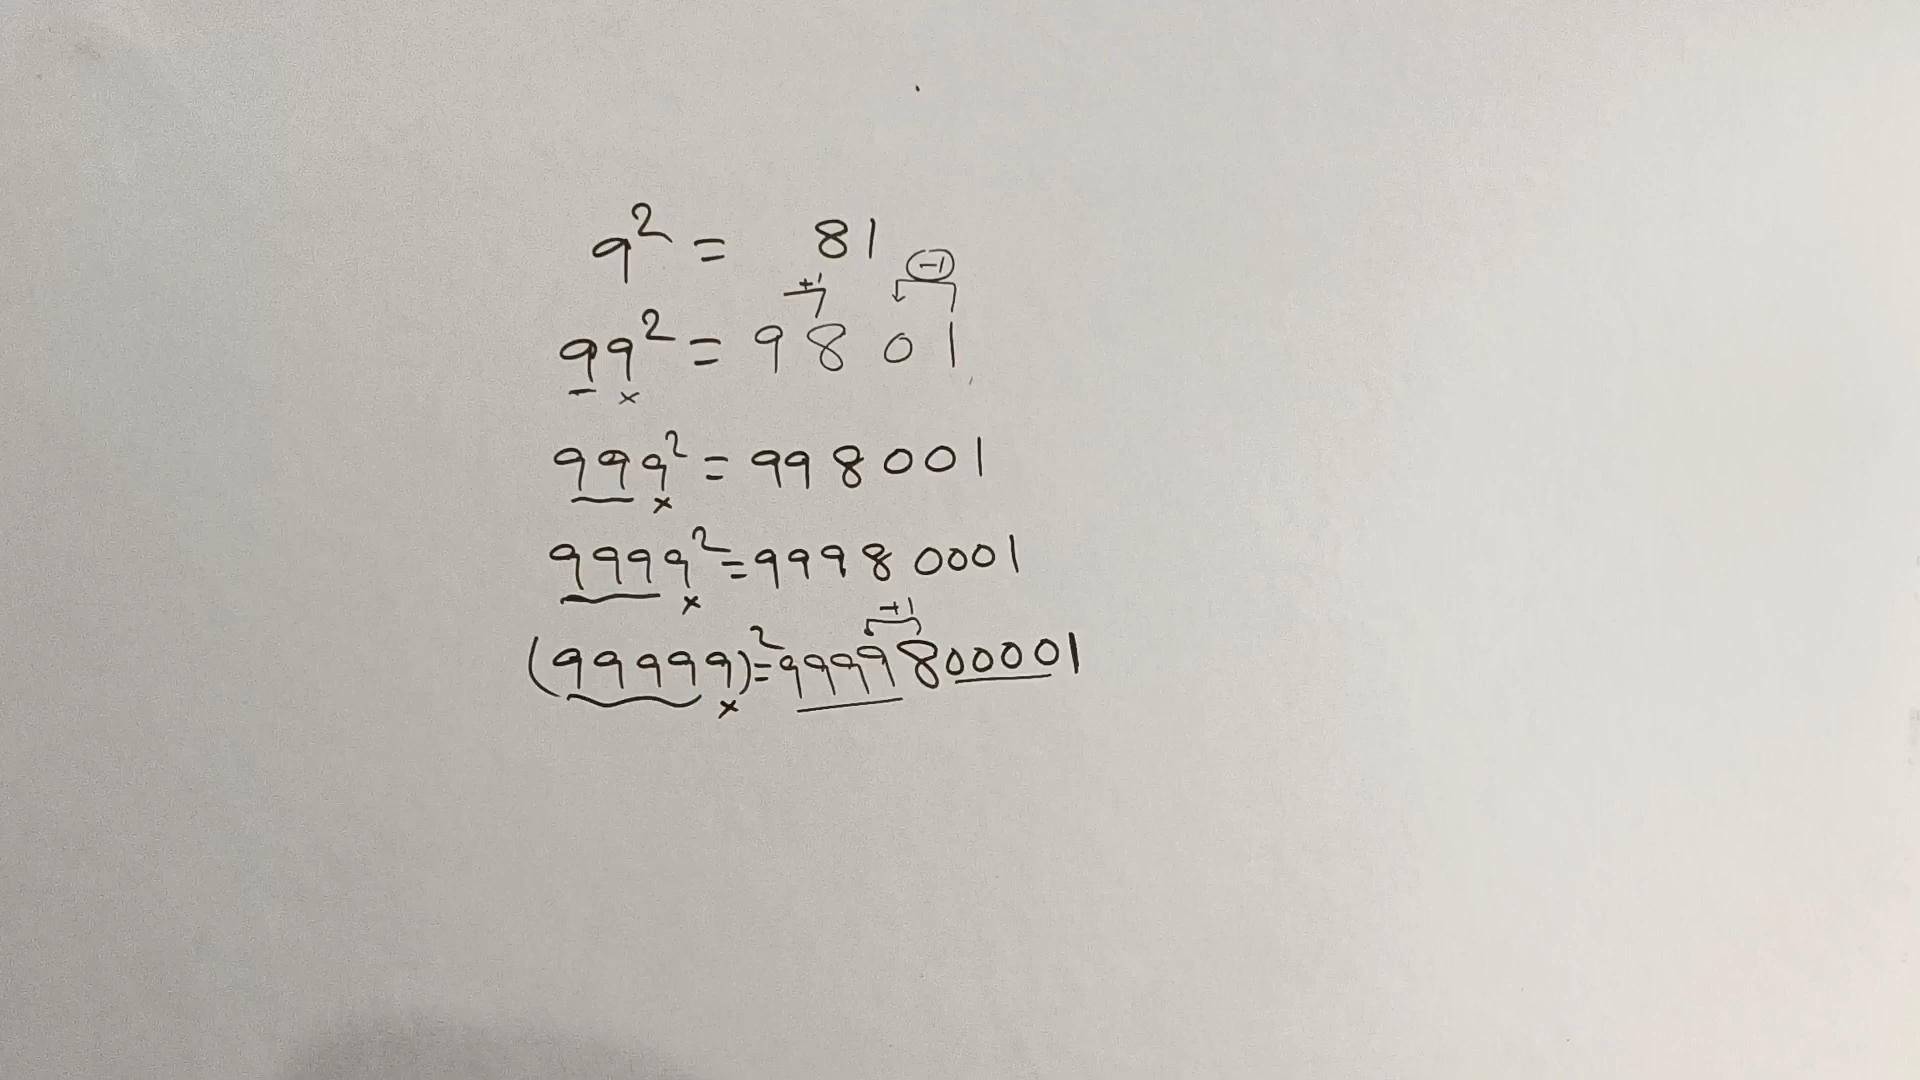 9² = 81
+1 -1
99² = 9801
x
999² = 998001
x
9999² = 99980001
x +1
(99999)² = 9999800001
x